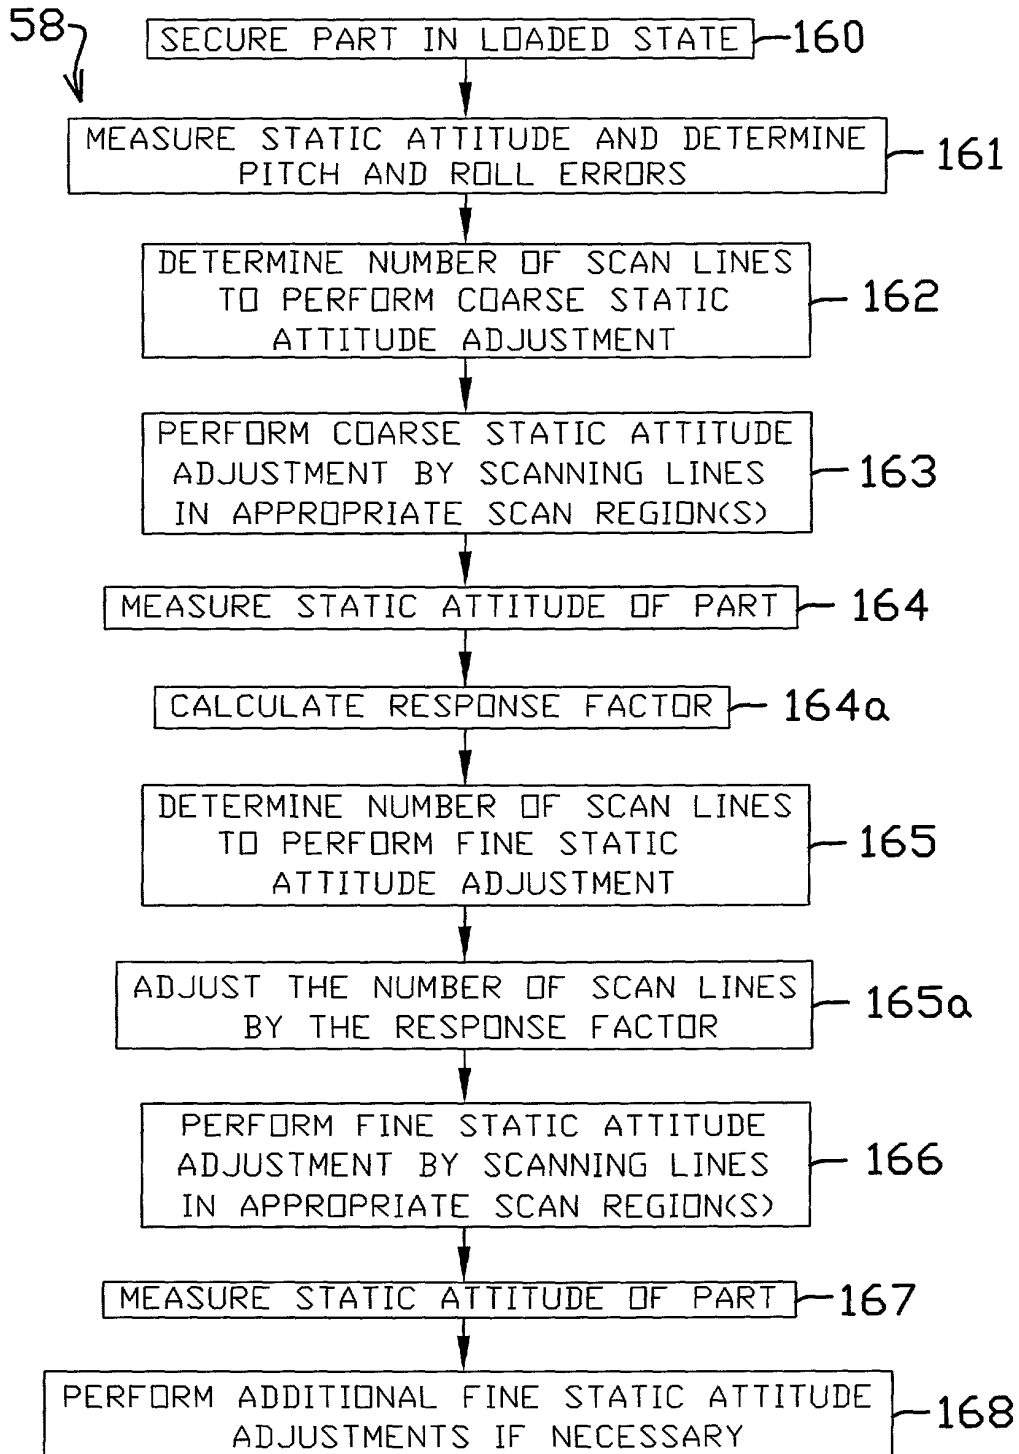 58
SECURE PART IN LOADED STATE
160
MEASURE STATIC ATTITUDE AND DETERMINE
PITCH AND ROLL ERRORS
161
DETERMINE NUMBER OF SCAN LINES
TO PERFORM COARSE STATIC
ATTITUDE ADJUSTMENT
162
PERFORM COARSE STATIC ATTITUDE
ADJUSTMENT BY SCANNING LINES
IN APPROPRIATE SCAN REGION(S)
163
MEASURE STATIC ATTITUDE OF PART
164
CALCULATE RESPONSE FACTOR
164a
DETERMINE NUMBER OF SCAN LINES
TO PERFORM FINE STATIC
ATTITUDE ADJUSTMENT
165
ADJUST THE NUMBER OF SCAN LINES
BY THE RESPONSE FACTOR
165a
PERFORM FINE STATIC ATTITUDE
ADJUSTMENT BY SCANNING LINES
IN APPROPRIATE SCAN REGION(S)
166
MEASURE STATIC ATTITUDE OF PART
167
PERFORM ADDITIONAL FINE STATIC ATTITUDE
ADJUSTMENTS IF NECESSARY
168